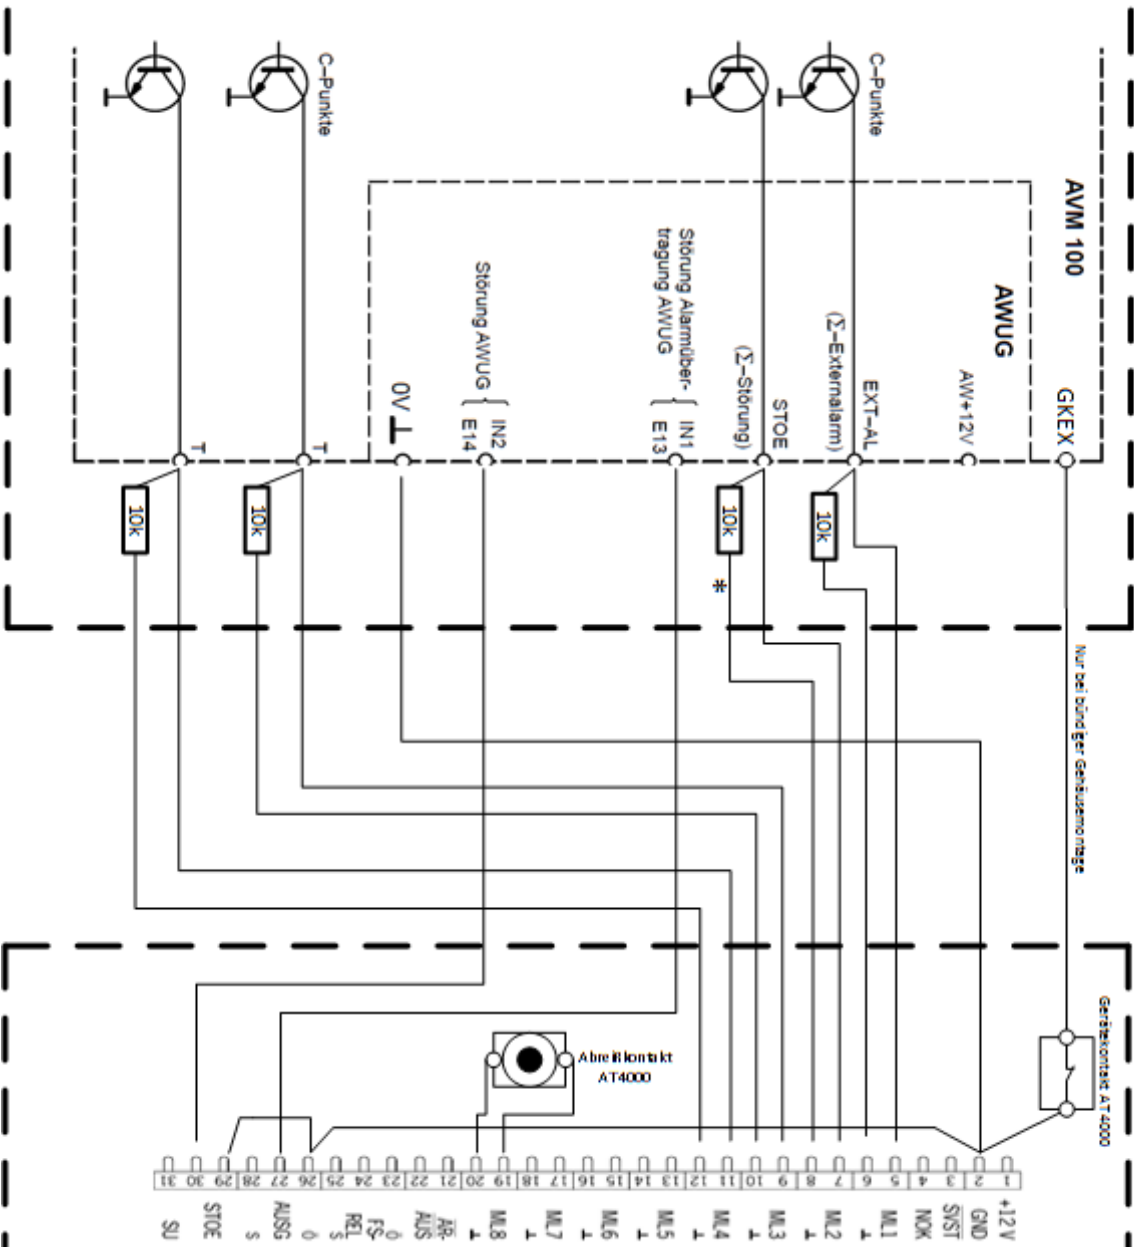 C-Punkte
C-Punkte
AVM 100
AWUG
Störung Alarmüber-
tragung AWUG
Störung AWUG
0V
IN2
E14
IN1
E13
STOE
(Σ-Störung)
EXT-AL
(Σ-Externalarm)
AW+12V
GKEX
T
T
10k
10k
10k
10k
*
Nur bei bündiger Gehäusemontage
Gerätekontakt AT 4000
Abreißkontakt
AT4000
31 30 29 28 27 26 25 24 23 22 21 20 19 18 17 16 15 14 13 12 11 10 9 8 7 6 5 4 3 2 1
+12V
GND
SYST
NOK
ML1
⊥
ML2
⊥
ML3
⊥
ML4
⊥
ML5
⊥
ML6
⊥
ML7
⊥
ML8
⊥
AR-
AUS
Ö
FS-
REL
S
Ö
AUSG
S
STOE
SU